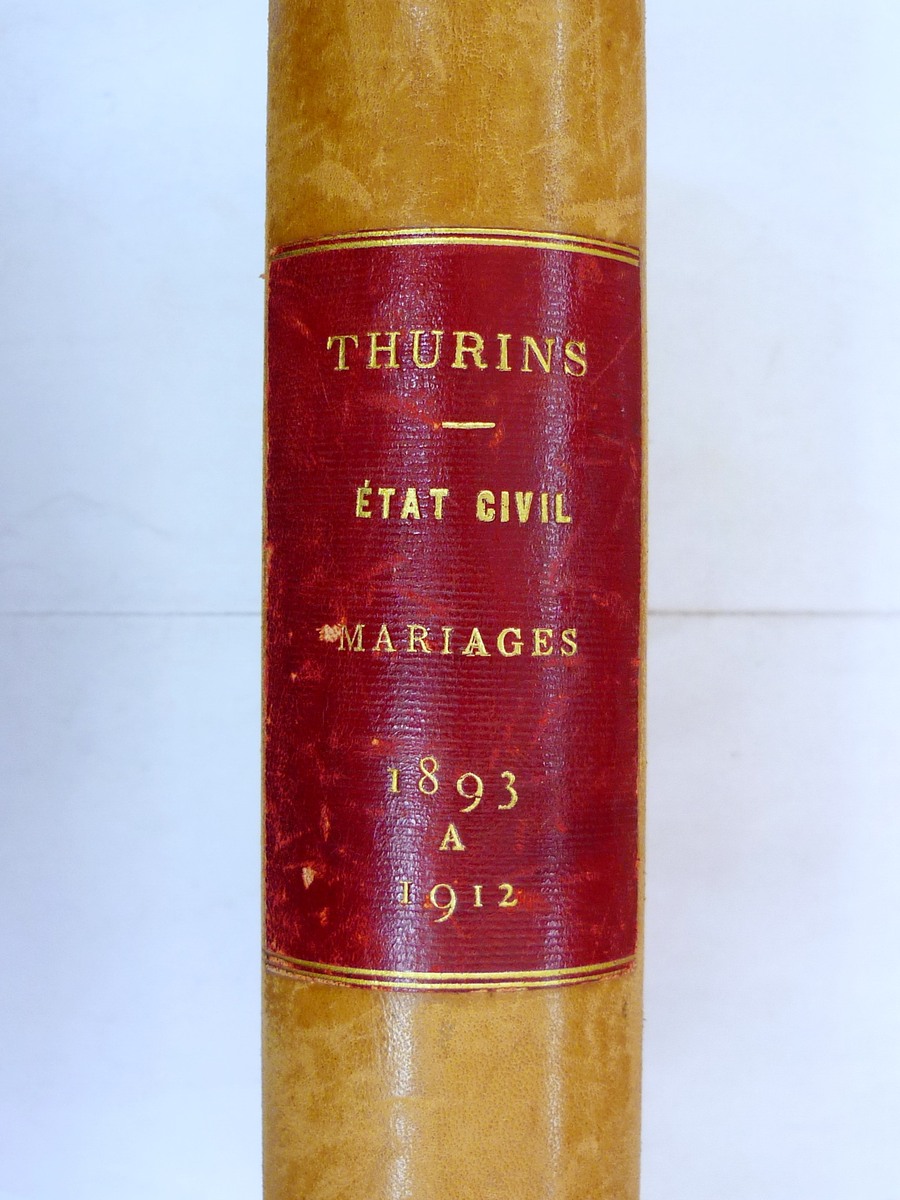 THURINS
ÉTAT CIVIL
MARIAGES
1893
A
1912